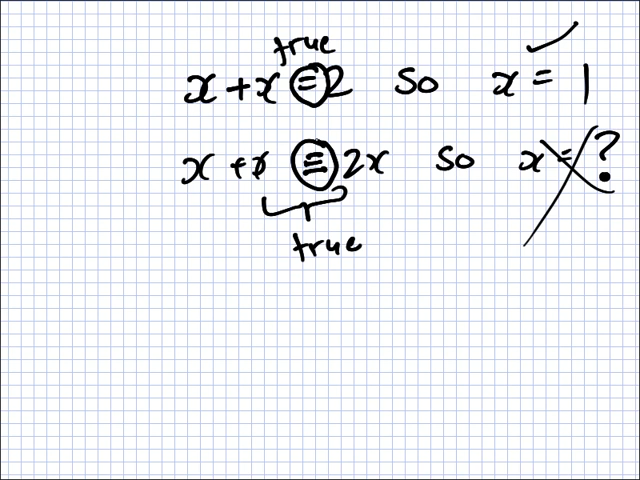 true
x + x = 2 so x = 1 ✓
x + x ≡ 2x so x = ?
true